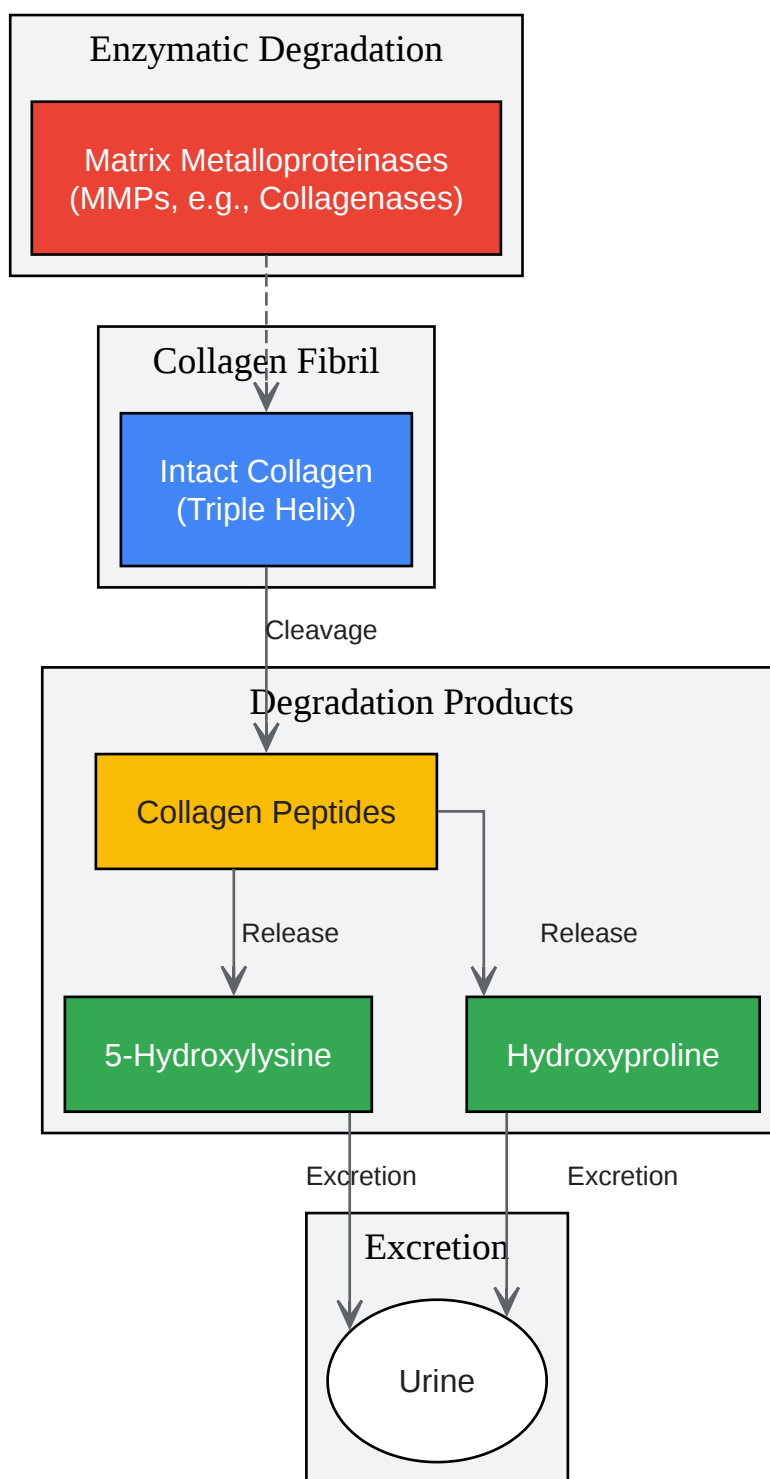 Enzymatic Degradation
Matrix Metalloproteinases
(MMPs, e.g., Collagenases)
Collagen Fibril
Intact Collagen
(Triple Helix)
Cleavage
Degradation Products
Collagen Peptides
Release
Release
5-Hydroxylysine
Hydroxyproline
Excretion
Excretion
Excretion
Urine